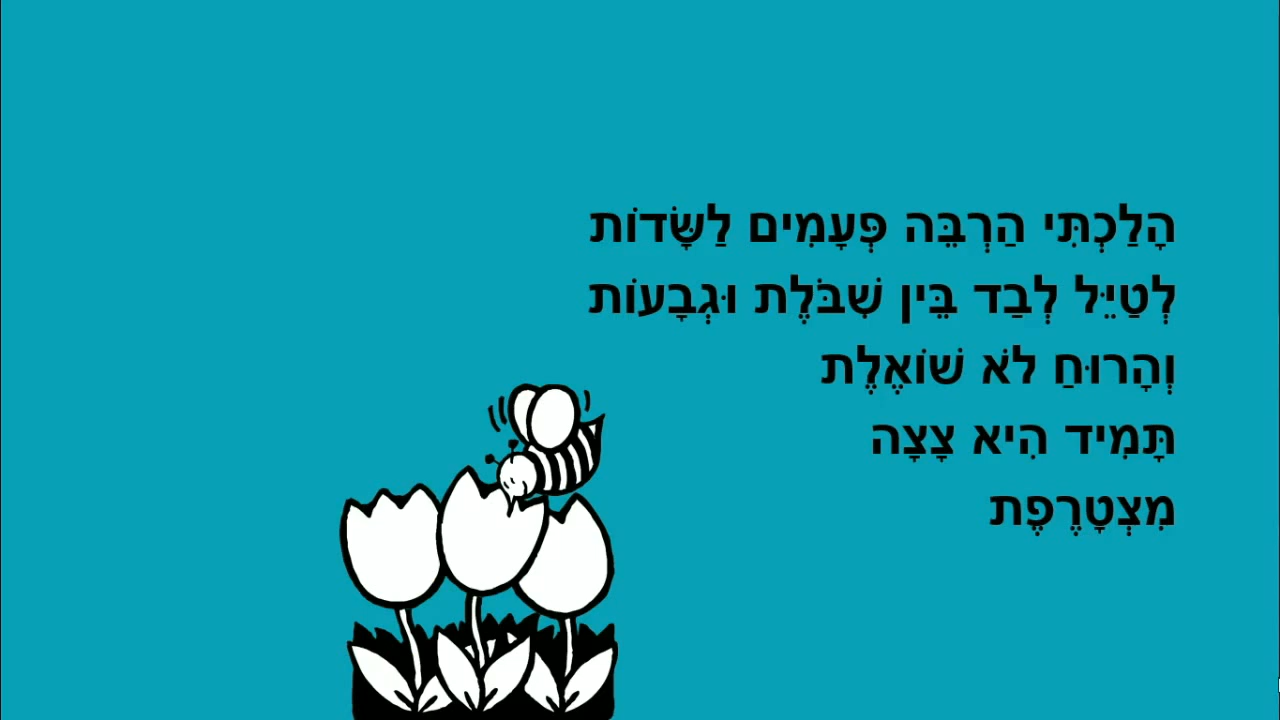 הָלַכְתִּי הַרְבֵּה פְּעָמִים לַשָּׂדוֹת
לְטַיֵּל לְבַד בֵּין שִׁבֹּלֶת וּגְבָעוֹת
וְהָרוּחַ לֹא שׁוֹאֶלֶת
תָּמִיד הִיא צָצָה
מִצְטָרֶפֶת